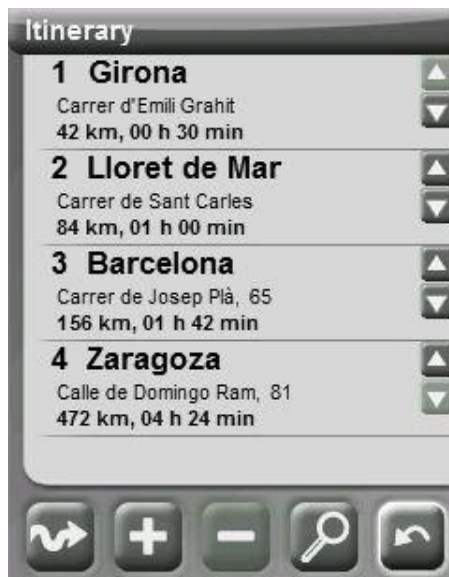 Itinerary
1 Girona
Carrer d'Emili Grahit
42 km, 00 h 30 min
2 Lloret de Mar
Carrer de Sant Carles
84 km, 01 h 00 min
3 Barcelona
Carrer de Josep Plà, 65
156 km, 01 h 42 min
4 Zaragoza
Calle de Domingo Ram, 81
472 km, 04 h 24 min